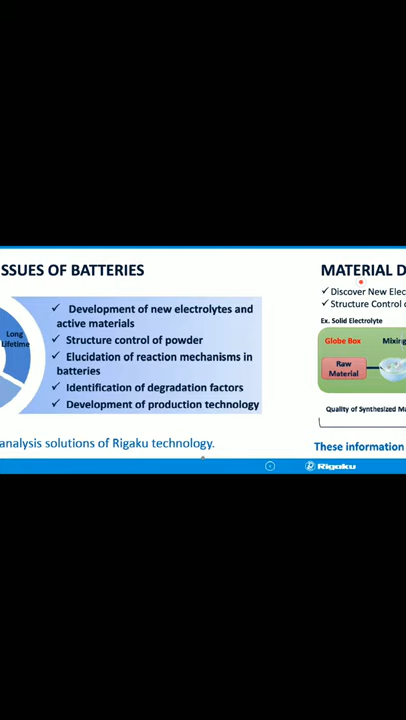 SSUES OF BATTERIES
Long
Lifetime
✓ Development of new electrolytes and
active materials
✓ Structure control of powder
✓ Elucidation of reaction mechanisms in
batteries
✓ Identification of degradation factors
✓ Development of production technology
analysis solutions of Rigaku technology.
MATERIAL D
✓ Discover New Elec
✓ Structure Control o
Ex. Solid Electrolyte
Globe Box
Mixing
Raw
Material
Quality of Synthesized Ma
These information
Rigaku